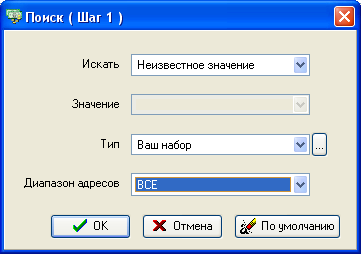 Поиск ( Шаг 1 )
Искать Неизвестное значение
Значение
Тип Ваш набор ...
Диапазон адресов ВСЕ
OK Отмена По умолчанию